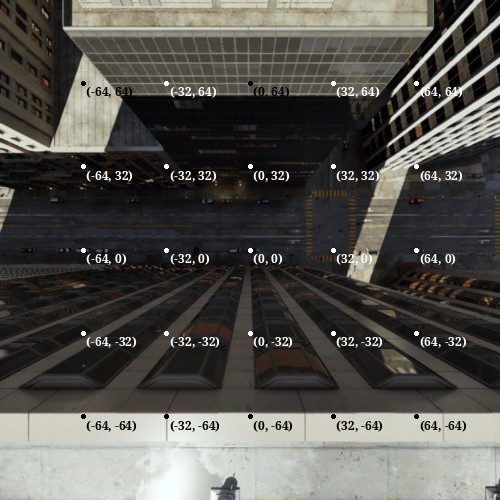 (-64, 64) (-32, 64) (0, 64) (32, 64) (64, 64)
(-64, 32) (-32, 32) (0, 32) (32, 32) (64, 32)
(-64, 0) (-32, 0) (0, 0) (32, 0) (64, 0)
(-64, -32) (-32, -32) (0, -32) (32, -32) (64, -32)
(-64, -64) (-32, -64) (0, -64) (32, -64) (64, -64)